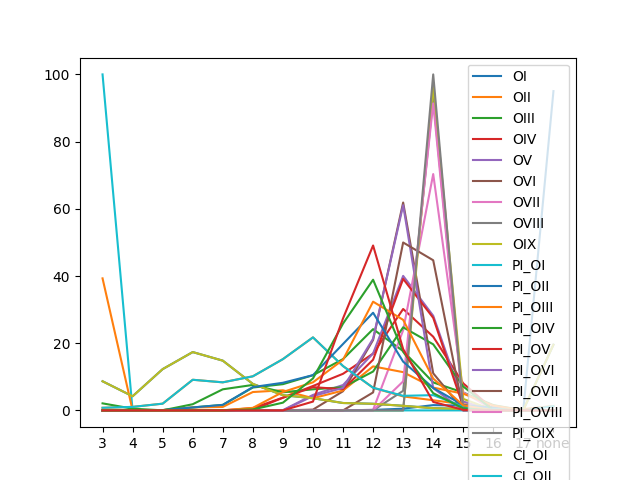 100
80
60
40
20
0
3 4 5 6 7 8 9 10 11 12 13 14 15 16 17 none
OI
OII
OIII
OIV
OV
OVI
OVII
OVIII
OIX
PI_OI
PI_OII
PI_OIII
PI_OIV
PI_OV
PI_OVI
PI_OVII
PI_OVIII
PI_OIX
CI_OI
CI_OII